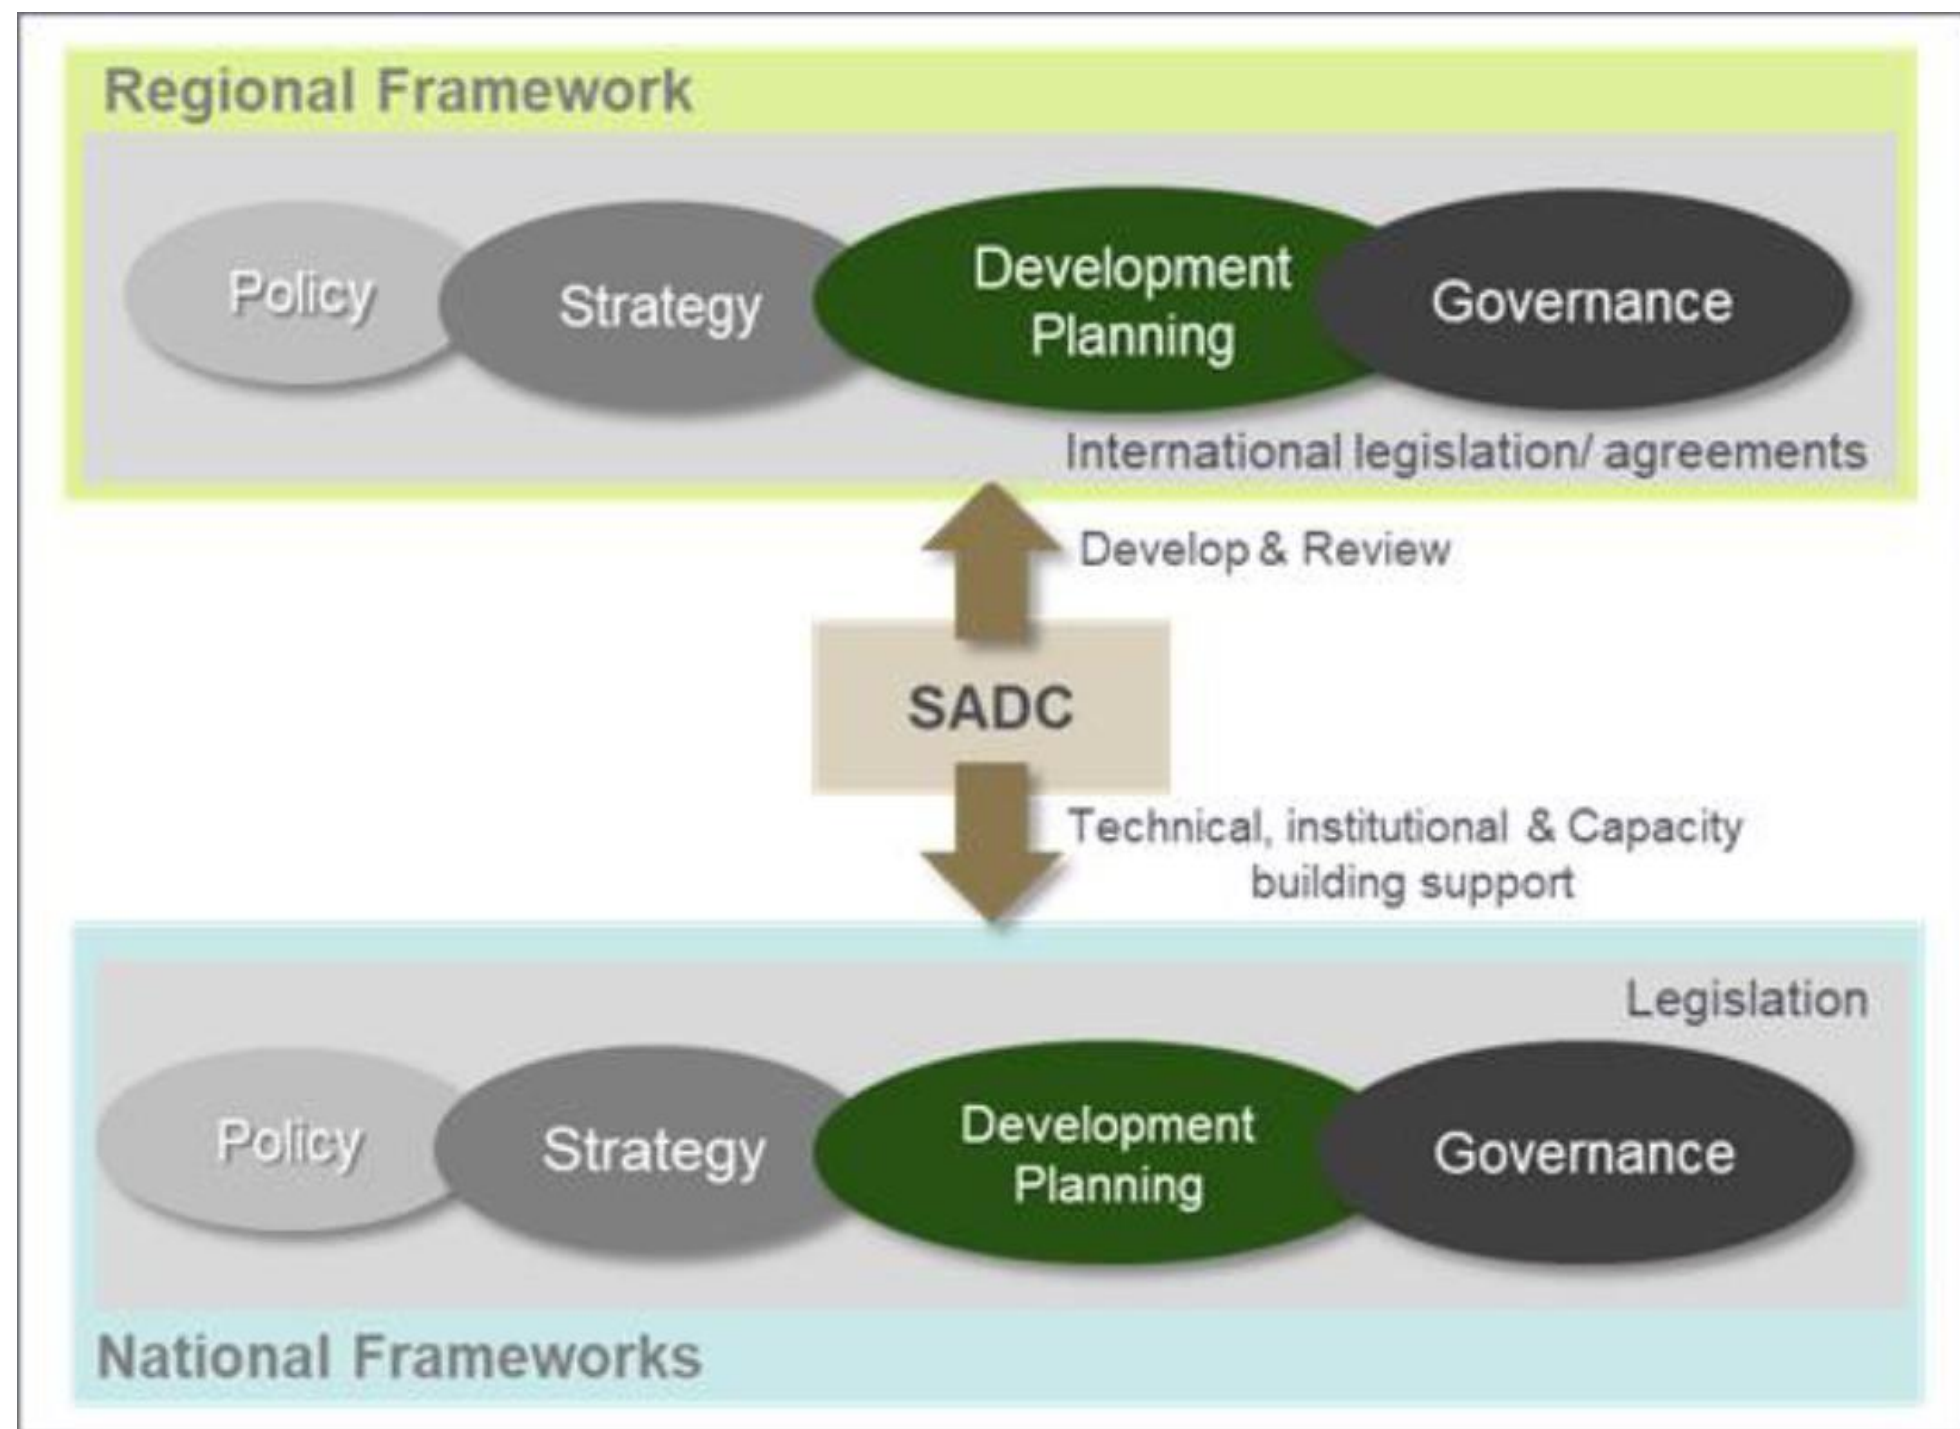 Regional Framework
Policy
Strategy
Development
Planning
Governance
International legislation/ agreements
Develop & Review
SADC
Technical, institutional & Capacity
building support
Legislation
Policy
Strategy
Development
Planning
Governance
National Frameworks